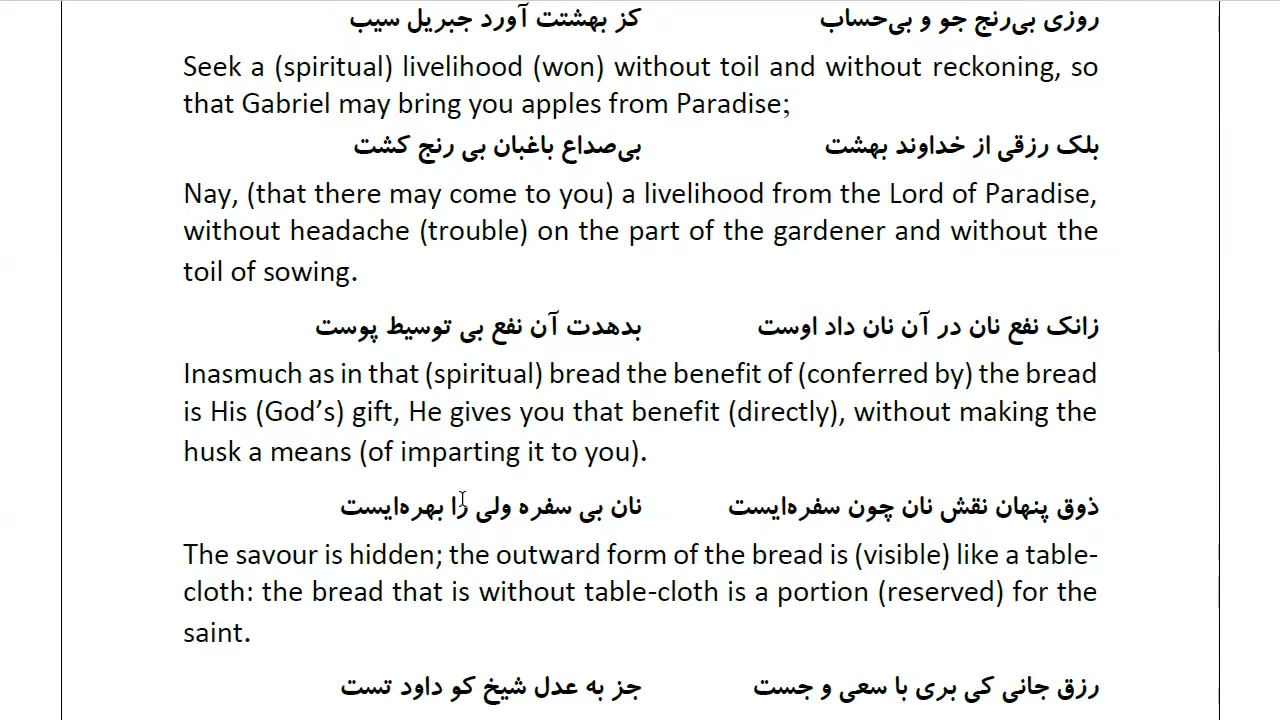 روزی بی‌رنج جو و بی‌حساب کز بهشتت آورد جبریل سیب
Seek a (spiritual) livelihood (won) without toil and without reckoning, so
that Gabriel may bring you apples from Paradise;
بلک رزقی از خداوند بهشت بی‌صداع باغبان بی رنج کشت
Nay, (that there may come to you) a livelihood from the Lord of Paradise,
without headache (trouble) on the part of the gardener and without the
toil of sowing.
زانک نفع نان در آن نان داد اوست بدهدت آن نفع بی توسیط پوست
Inasmuch as in that (spiritual) bread the benefit of (conferred by) the bread
is His (God’s) gift, He gives you that benefit (directly), without making the
husk a means (of imparting it to you).
ذوق پنهان نقش نان چون سفره‌ایست نان بی سفره ولی را بهره‌ایست
The savour is hidden; the outward form of the bread is (visible) like a table-
cloth: the bread that is without table-cloth is a portion (reserved) for the
saint.
رزق جانی کی بری با سعی و جست جز به عدل شیخ کو داود تست